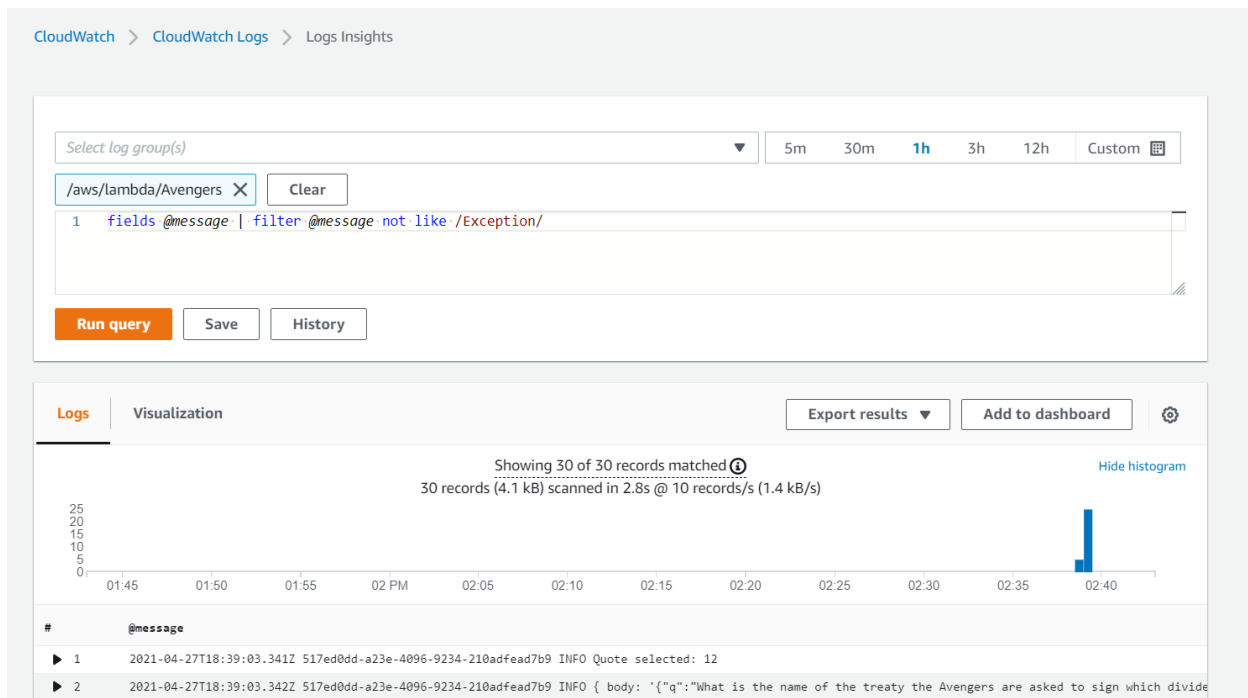 CloudWatch > CloudWatch Logs > Logs Insights
Select log group(s)
5m 30m 1h 3h 12h Custom
/aws/lambda/Avengers Clear
1 fields @message | filter @message not like /Exception/
Run query Save History
Logs Visualization Export results Add to dashboard
Showing 30 of 30 records matched
Hide histogram
30 records (4.1 kB) scanned in 2.8s @ 10 records/s (1.4 kB/s)
25
20
15
10
5
0
01:45 01:50 01:55 02 PM 02:05 02:10 02:15 02:20 02:25 02:30 02:35 02:40
# @message
1 2021-04-27T18:39:03.341Z 517ed0dd-a23e-4096-9234-210adfead7b9 INFO Quote selected: 12
2 2021-04-27T18:39:03.342Z 517ed0dd-a23e-4096-9234-210adfead7b9 INFO { body: '{"q":"What is the name of the treaty the Avengers are asked to sign which divide